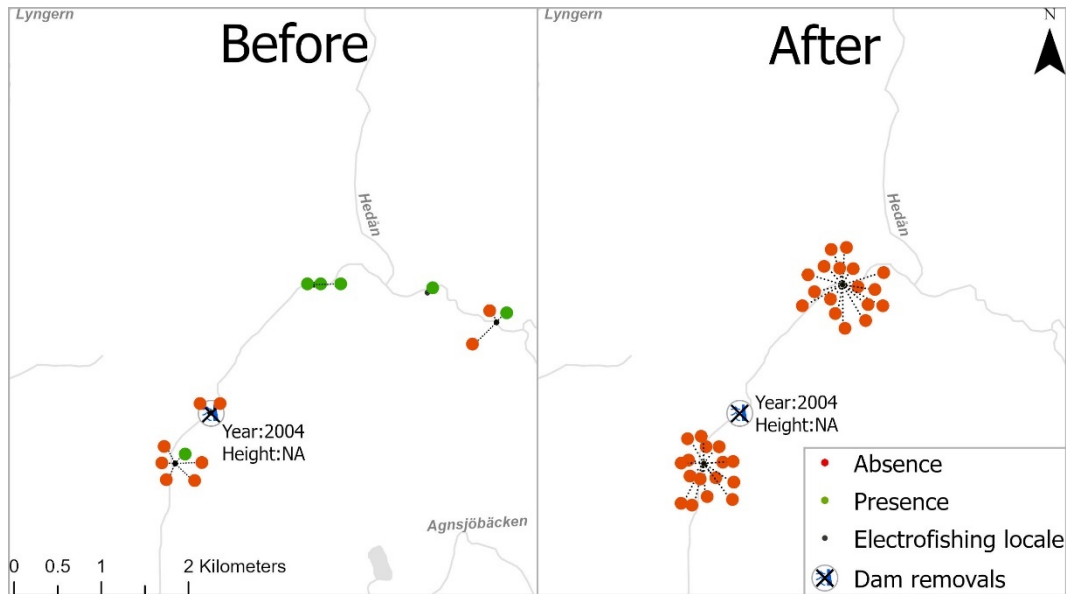 Lyngern
Before
Hedån
Year:2004
Height:NA
Agnsjöbäcken
0 0.5 1 2 Kilometers
Lyngern
After
N
Hedån
Year:2004
Height:NA
Absence
Presence
Electrofishing locale
Dam removals